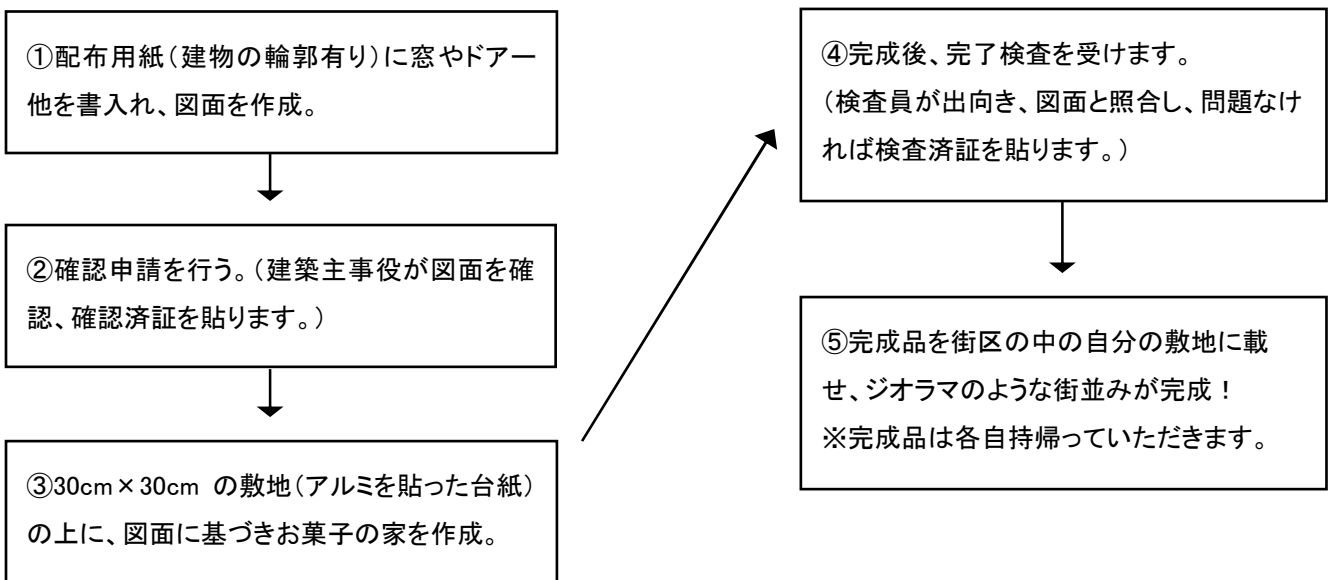 ①配布用紙(建物の輪郭有り)に窓やドアー
他を書入れ、図面を作成。
②確認申請を行う。(建築主事役が図面を確
認、確認済証を貼ります。)
③30cm×30cm の敷地(アルミを貼った台紙)
の上に、図面に基づきお菓子の家を作成。
④完成後、完了検査を受けます。
(検査員が出向き、図面と照合し、問題なけ
れば検査済証を貼ります。)
⑤完成品を街区の中の自分の敷地に載
せ、ジオラマのような街並みが完成!
※完成品は各自持帰っていただきます。